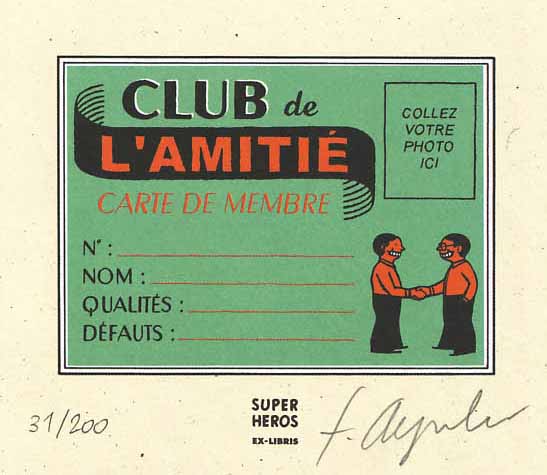 CLUB de
L'AMITIÉ
CARTE DE MEMBRE
COLLEZ
VOTRE
PHOTO
ICI
N° :
NOM :
QUALITÉS :
DÉFAUTS :
31/200
SUPER
HEROS
EX-LIBRIS